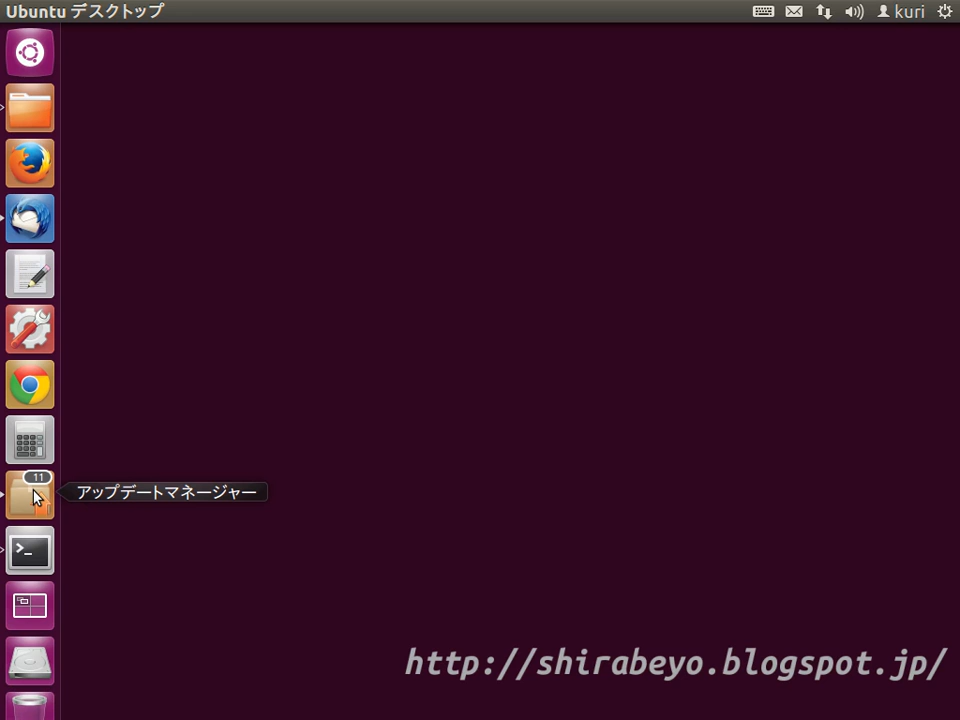 Ubuntu デスクトップ
kuri
11
アップデートマネージャー
>_
http://shirabeyo.blogspot.jp/